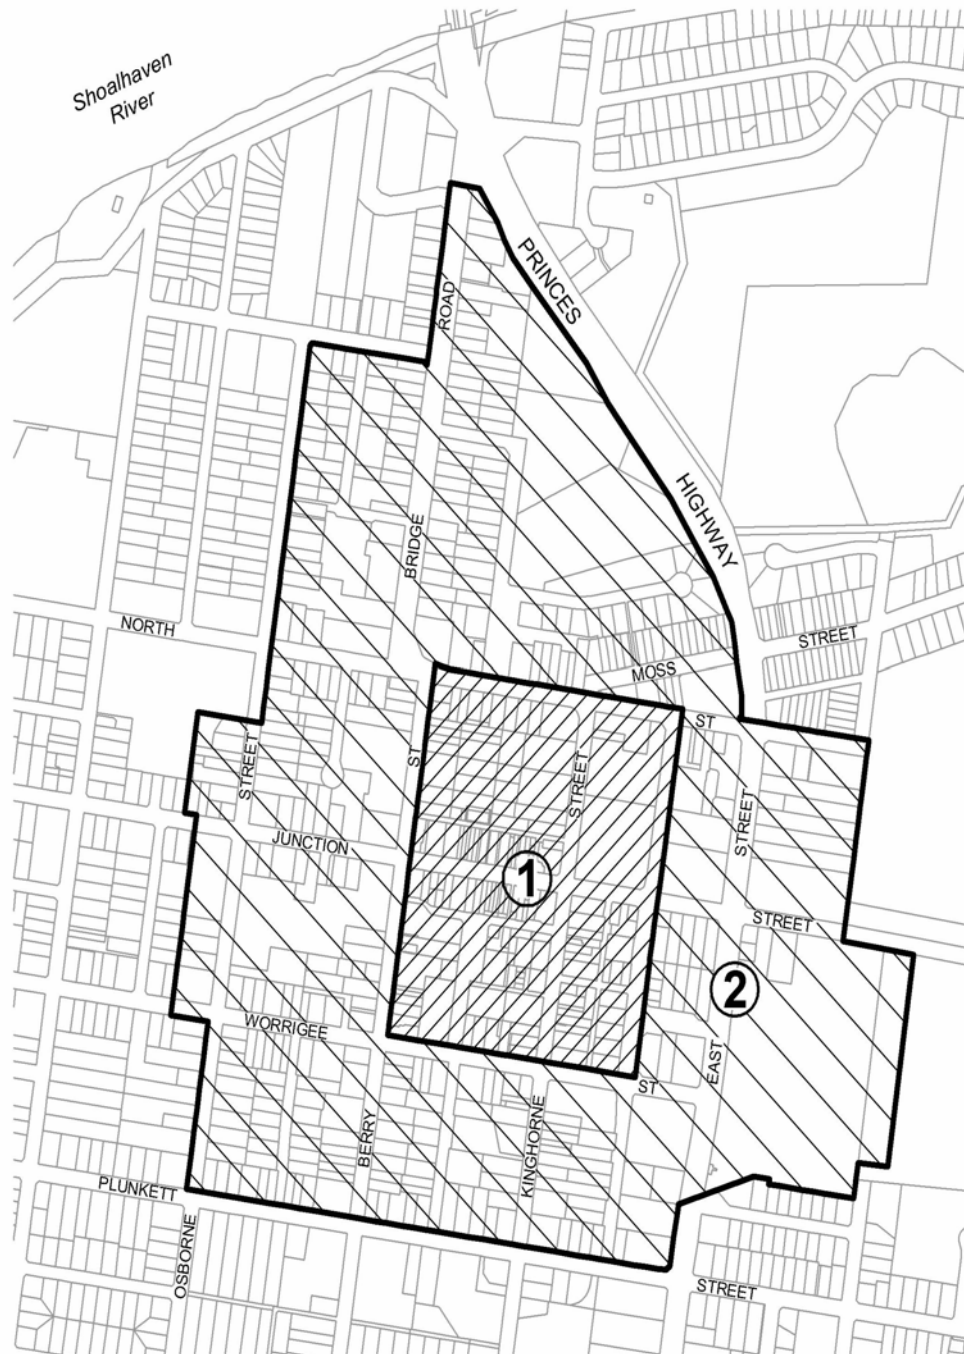 Shoalhaven
River
PRINCES
ROAD
HIGHWAY
BRIDGE
NORTH
STREET
MOSS
ST
ST
STREET
STREET
STREET
JUNCTION
1
STREET
2
WORRIGEE
EAST
ST
BERRY
KINGHORNE
PLUNKETT
OSBORNE
STREET